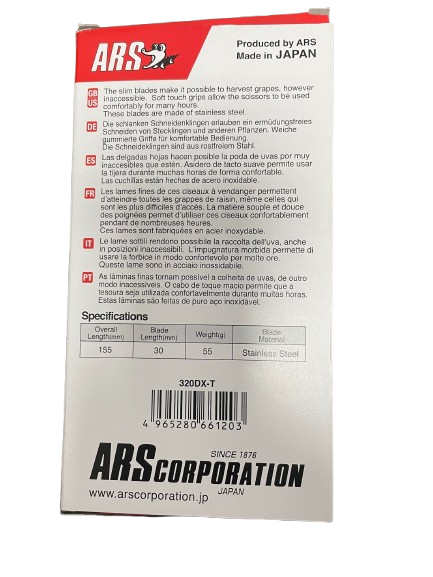 ARS
Produced by ARS
Made in JAPAN
GB
US
The slim blades make it possible to harvest grapes, however
inaccessible. Soft touch grips allow the scissors to be used
comfortably for many hours.
These blades are made of stainless steel.
DE
Die schlanken Schneidenklingen erlauben ein ermüdungsfreies
Schneiden von Stecklingen und anderen Pflanzen. Weiche
gummierte Griffe für komfortable Bedienung.
Die Schneidklingen sind aus rostfreiem Stahl.
ES
Las delgadas hojas hacen posible la poda de uvas por muy
inaccesibles que estén. Asidero de tacto suave permite usar
la tijera durante muchas horas de forma confortable.
Las cuchillas están hechas de acero inoxidable.
FR
Les lames fines de ces ciseaux à vendanger permettent
d'atteindre toutes les grappes de raisin, même celles qui
sont les plus difficiles d'accès. La matière souple et douce
des poignées permet d'utiliser ces ciseaux confortablement
pendant de nombreuses heures.
Ces lames sont fabriquées en acier inoxydable.
IT
Le lame sottili rendono possibile la raccolta dell'uva, anche
in posizioni inaccessibili. L'impugnatura morbida permette di
usare la forbice in modo confortevole per molte ore.
Queste lame sono in acciaio inossidabile.
PT
As lâminas finas tornam possível a colheita de uvas, de outro
modo inacessíveis. O cabo de toque macio permite que a
tesoura seja utilizada confortavelmente durante muitas horas.
Estas lâminas são feitas de puro aço inoxidável.
Specifications
Overall Length(mm) Blade Length(mm) Weight(g) Blade Material
155 30 55 Stainless Steel
320DX-T
4 965280 661203
SINCE 1876
ARS CORPORATION
JAPAN
www.arscorporation.jp